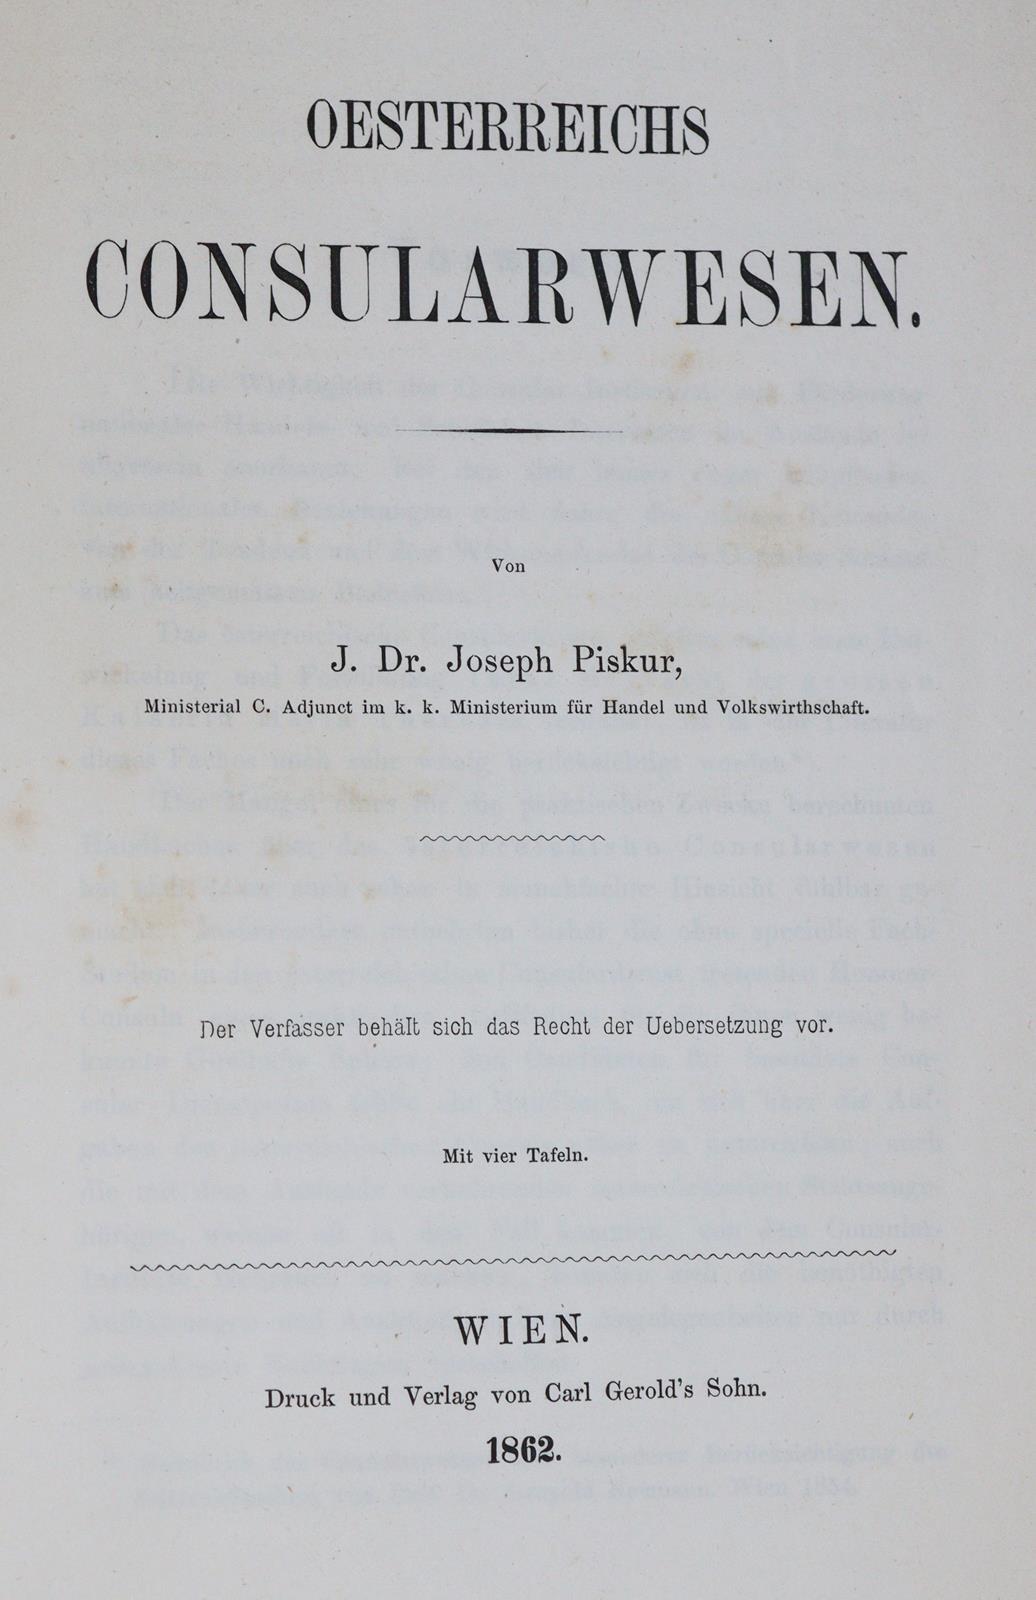 OESTERREICHS
CONSULARWESEN.
Von
J. Dr. Joseph Piskur,
Ministerial C. Adjunct im k. k. Ministerium für Handel und Volkswirthschaft.
Der Verfasser behält sich das Recht der Uebersetzung vor.
Mit vier Tafeln.
WIEN.
Druck und Verlag von Carl Gerold's Sohn.
1862.